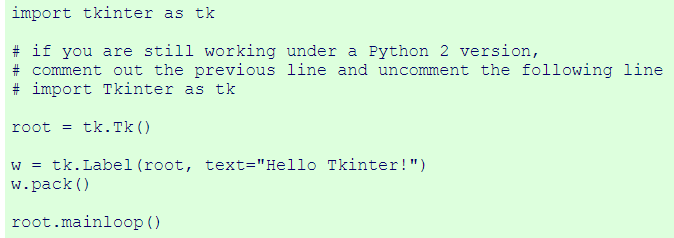 import tkinter as tk
# if you are still working under a Python 2 version,
# comment out the previous line and uncomment the following line
# import Tkinter as tk
root = tk.Tk()
w = tk.Label(root, text="Hello Tkinter!")
w.pack()
root.mainloop()